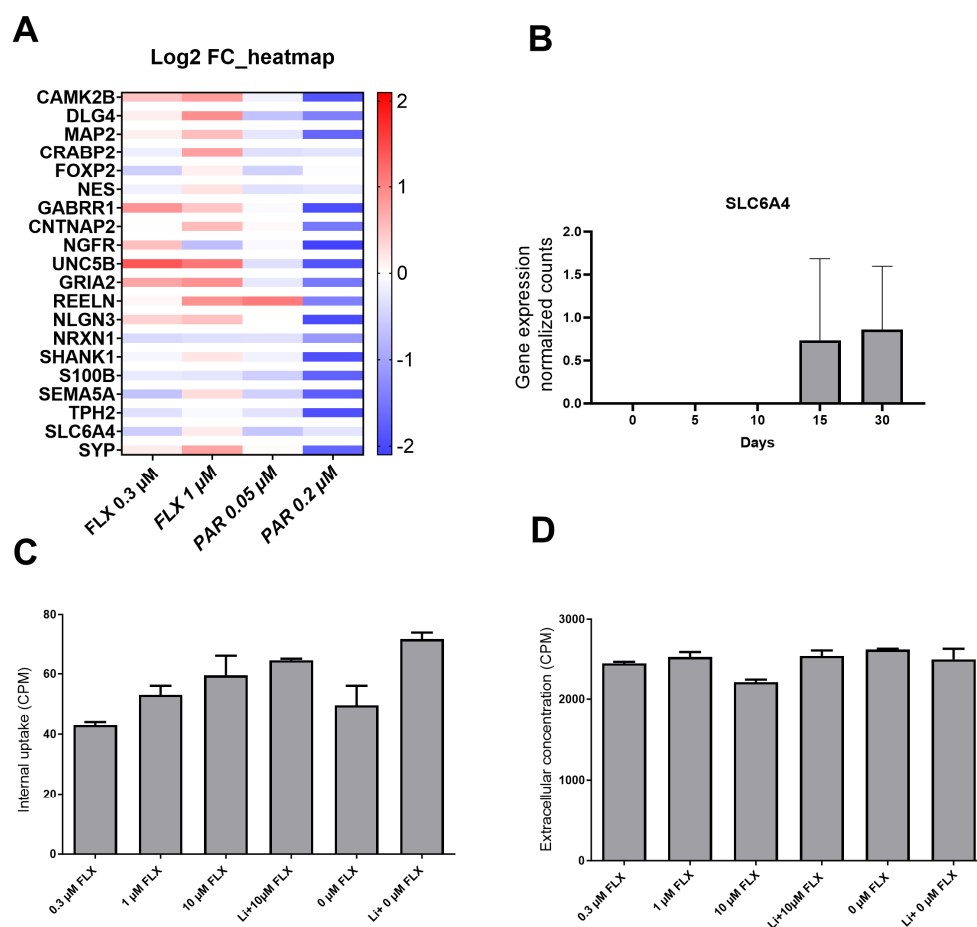 A
Log2 FC_heatmap
CAMK2B
DLG4
MAP2
CRABP2
FOXP2
NES
GABRR1
CNTNAP2
NGFR
UNC5B
GRIA2
REELN
NLGN3
NRXN1
SHANK1
S100B
SEMA5A
TPH2
SLC6A4
SYP
2
1
0
-1
-2
FLX 0.3 µM
FLX 1 µM
PAR 0.05 µM
PAR 0.2 µM
B
SLC6A4
Gene expression
normalized counts
2.0
1.5
1.0
0.5
0.0
0
5
10
15
30
Days
C
Internal uptake (CPM)
80
60
40
20
0
0.3 µM FLX
1 µM FLX
10 µM FLX
Li+10µM FLX
0 µM FLX
Li+ 0 µM FLX
D
Extracellular concentration (CPM)
3000
2000
1000
0
0.3 µM FLX
1 µM FLX
10 µM FLX
Li+10µM FLX
0 µM FLX
Li+ 0 µM FLX